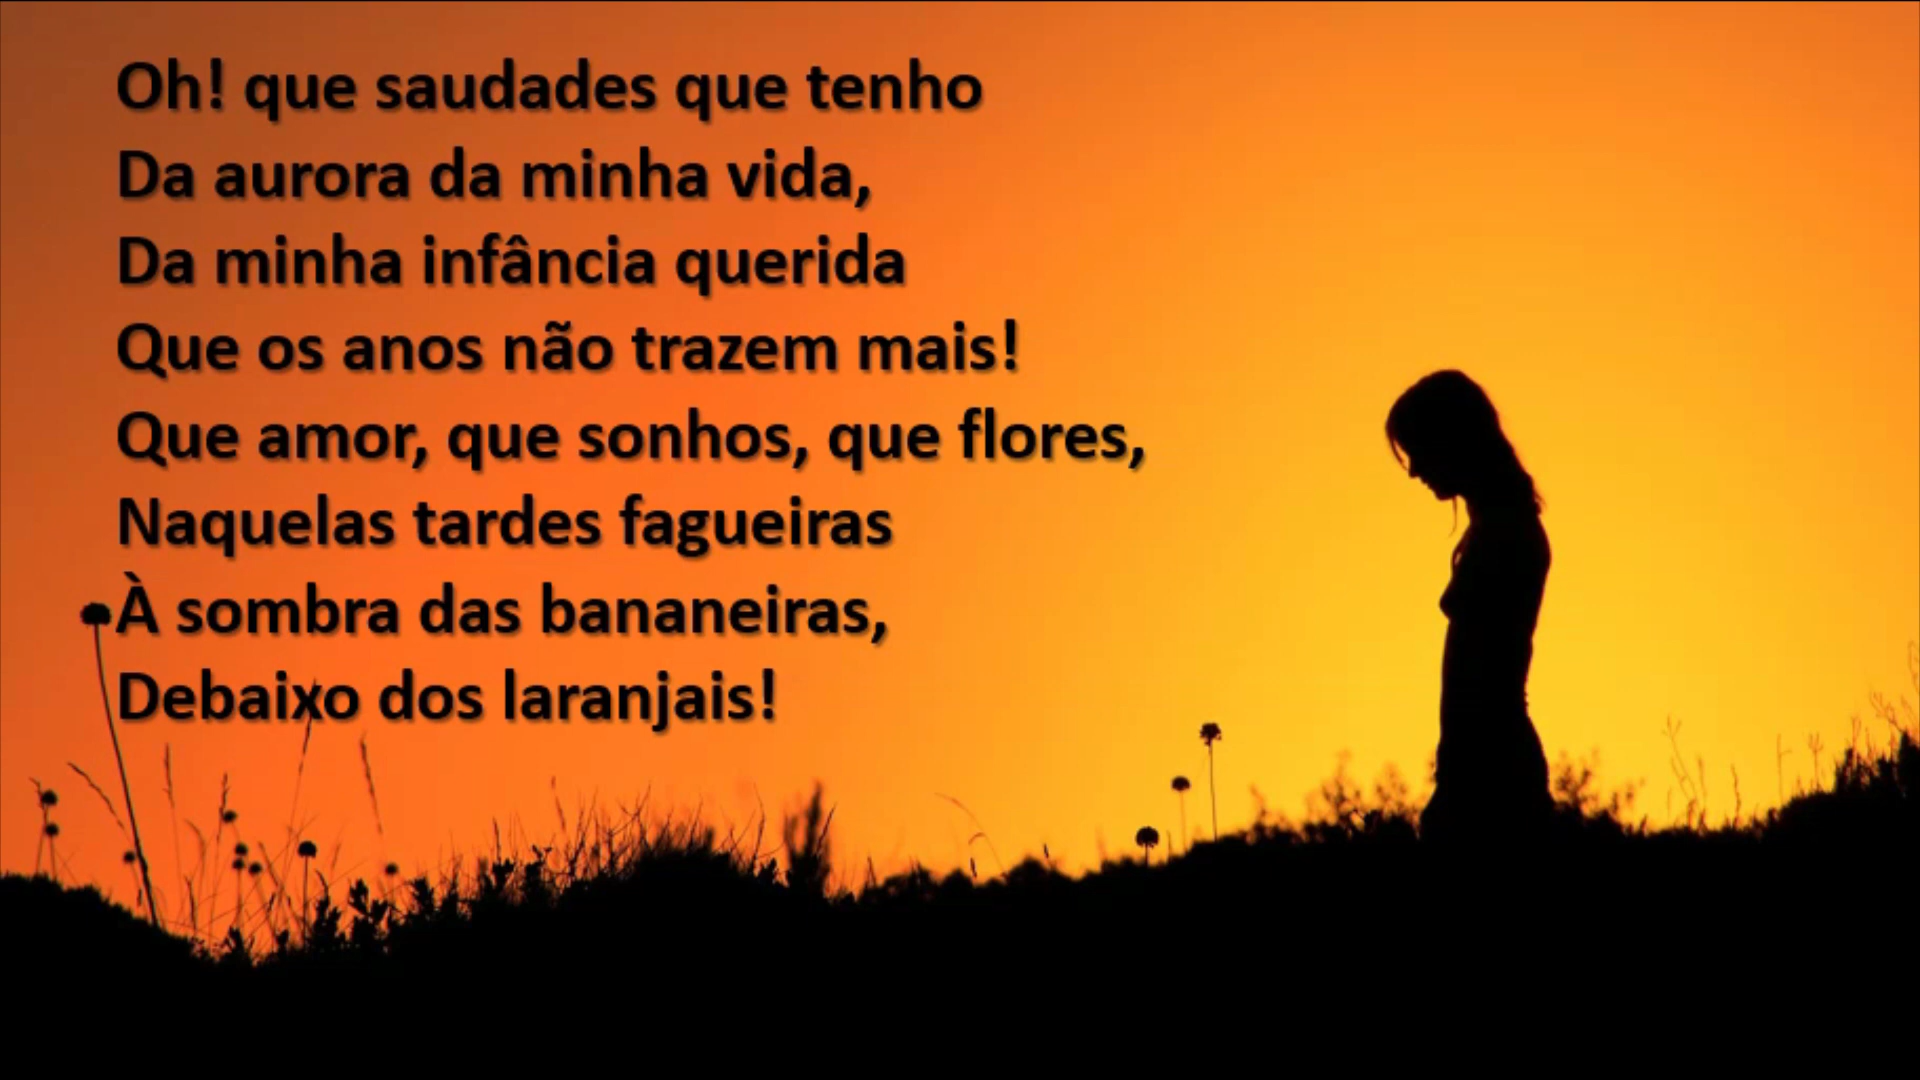 Oh! que saudades que tenho
Da aurora da minha vida,
Da minha infância querida
Que os anos não trazem mais!
Que amor, que sonhos, que flores,
Naquelas tardes fagueiras
À sombra das bananeiras,
Debaixo dos laranjais!